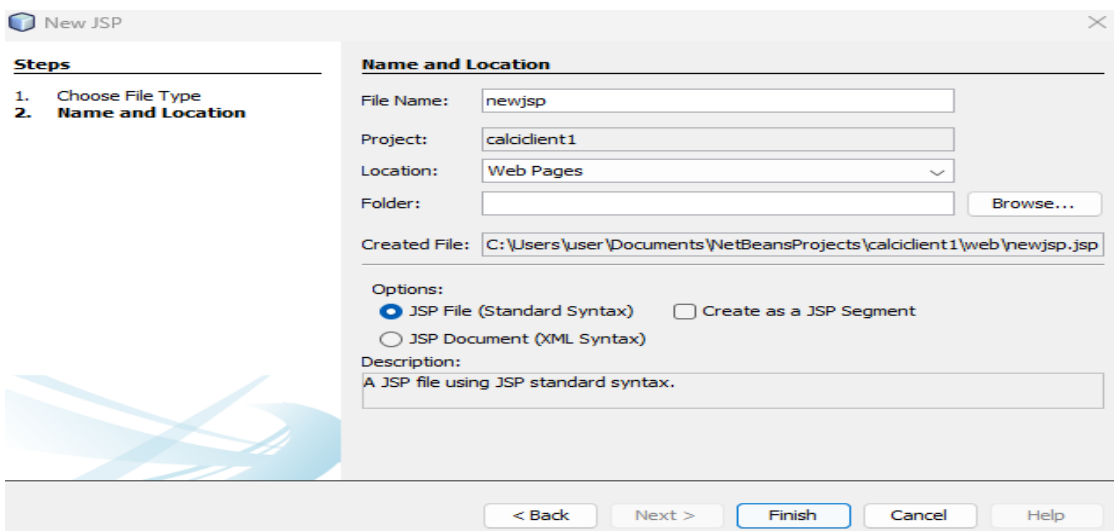 New JSP
Steps
1. Choose File Type
2. Name and Location
Name and Location
File Name: newjsp
Project: calciclient1
Location: Web Pages
Folder: Browse...
Created File: C:\Users\user\Documents\NetBeansProjects\calciclient1\web\newjsp.jsp
Options:
JSP File (Standard Syntax) Create as a JSP Segment
JSP Document (XML Syntax)
Description:
A JSP file using JSP standard syntax.
< Back Next > Finish Cancel Help